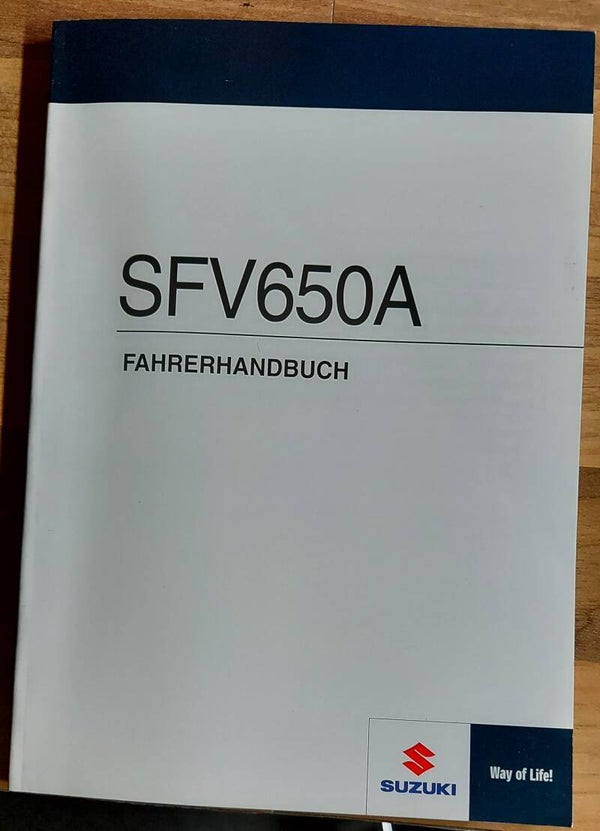 SFV650A
FAHRERHANDBUCH
SUZUKI
Way of Life!